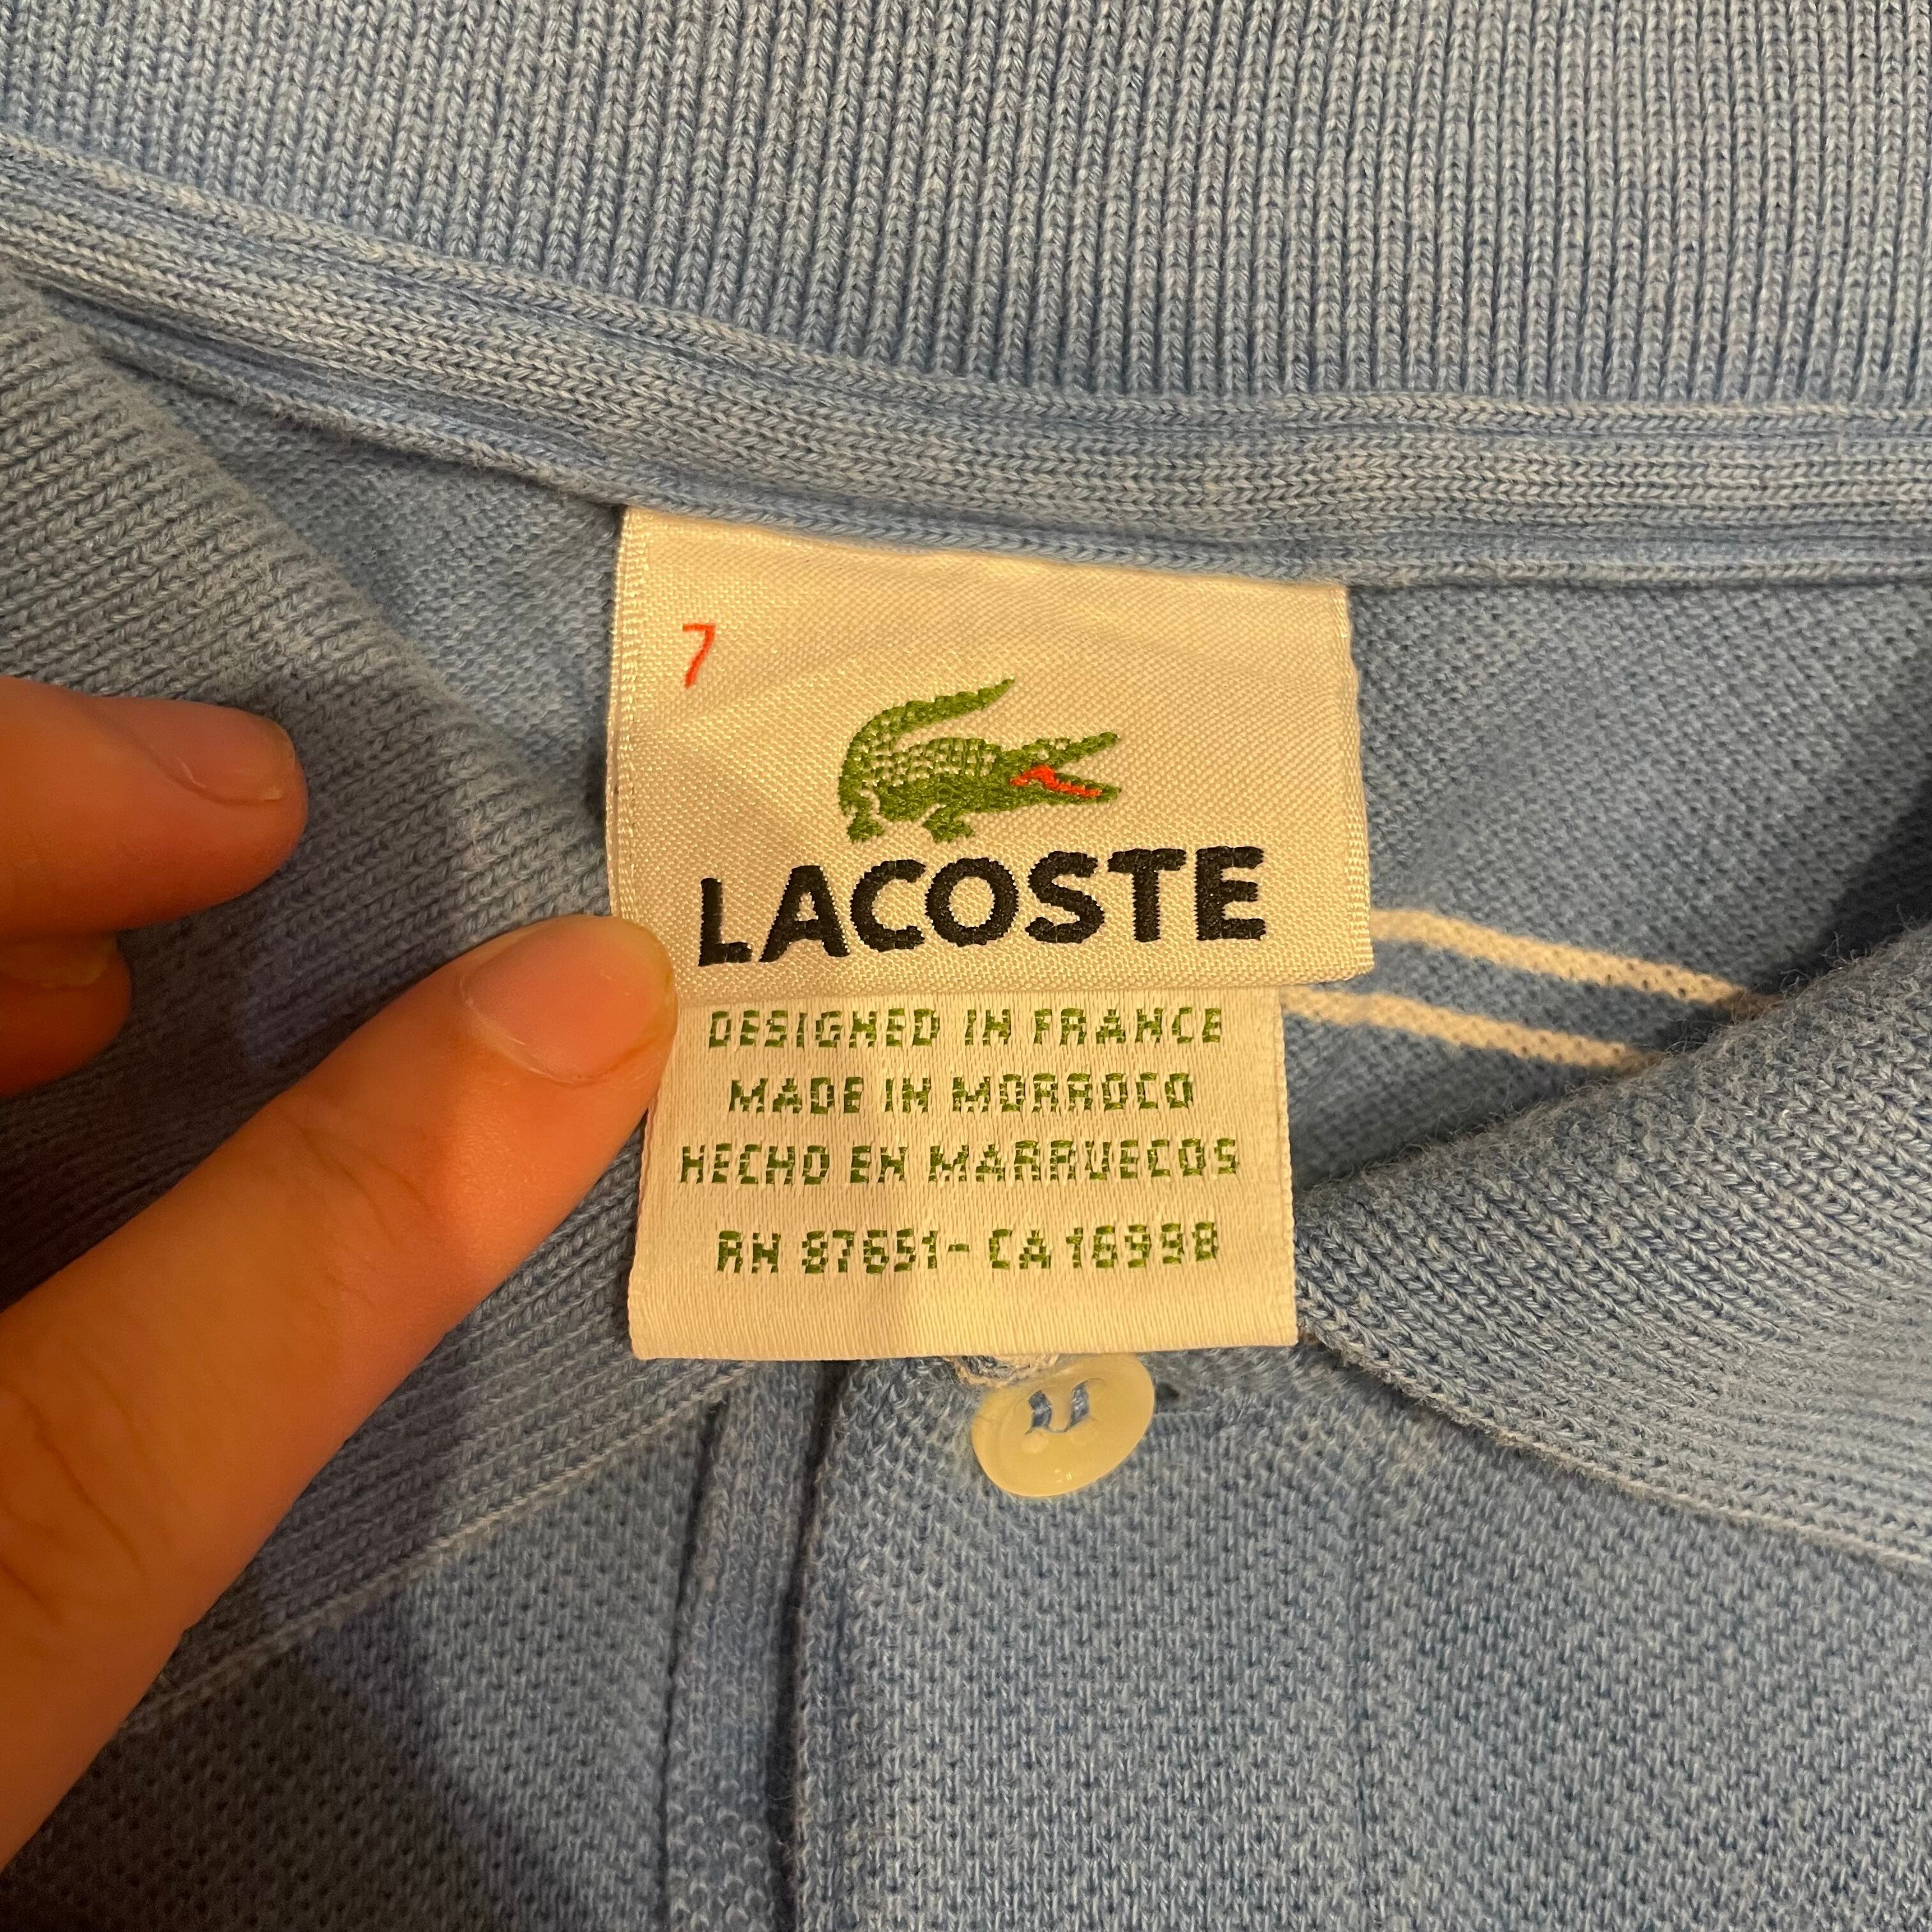 7
LACOSTE
DESIGNED IN FRANCE
MADE IN MORROCO
HECHO EN MARRUECOS
RN 87651- CA 16998